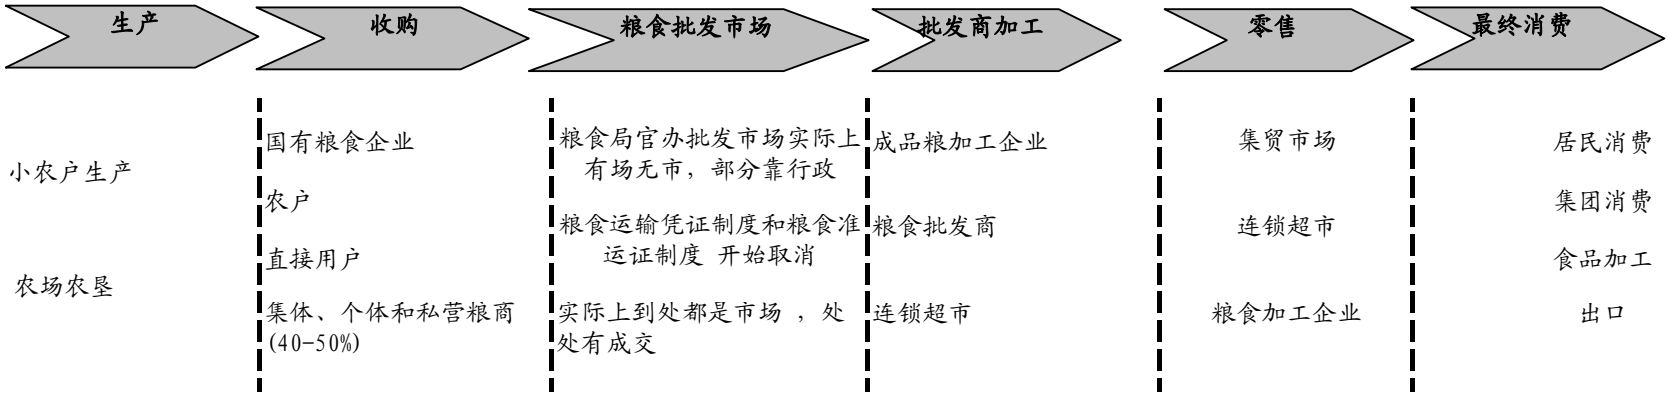 生产
收购
粮食批发市场
批发商加工
零售
最终消费
小农户生产
农场农垦
国有粮食企业
农户
直接用户
集体、个体和私营粮商
(40-50%)
粮食局官办批发市场实际上
有场无市，部分靠行政
粮食运输凭证制度和粮食准
运证制度 开始取消
实际上到处都是市场 ，处
处有成交
成品粮加工企业
粮食批发商
连锁超市
集贸市场
连锁超市
粮食加工企业
居民消费
集团消费
食品加工
出口